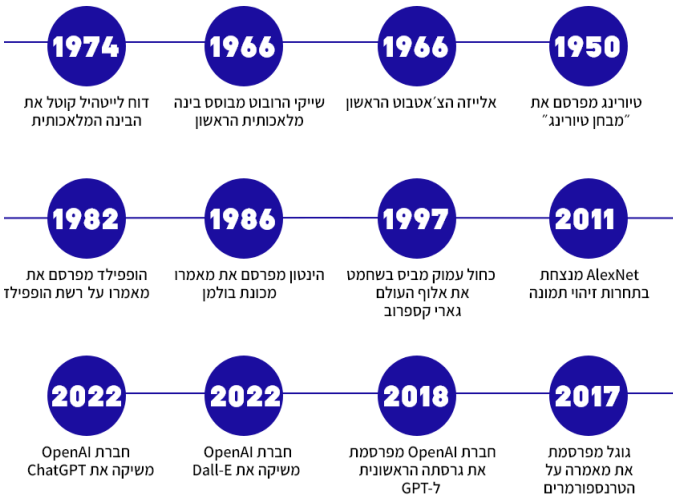 1950
טיורינג מפרסם את
״מבחן טיורינג״
1966
אלייזה הצ׳אטבוט הראשון
1966
שייקי הרובוט מבוסס בינה
מלאכותית הראשון
1974
דוח לייטהיל קוטל את
הבינה המלאכותית
1982
הופפילד מפרסם את
מאמרו על רשת הופפילד
1986
הינטון מפרסם את מאמרו
מכונת בולמן
1997
כחול עמוק מביס בשחמט
את אלוף העולם
גארי קספרוב
2011
AlexNet מנצחת
בתחרות זיהוי תמונה
2017
גוגל מפרסמת
את מאמרה על
הטרנספורמרים
2018
חברת OpenAI מפרסמת
את גרסתה הראשונית
ל-GPT
2022
חברת OpenAI
משיקה את Dall-E
2022
חברת OpenAI
משיקה את ChatGPT